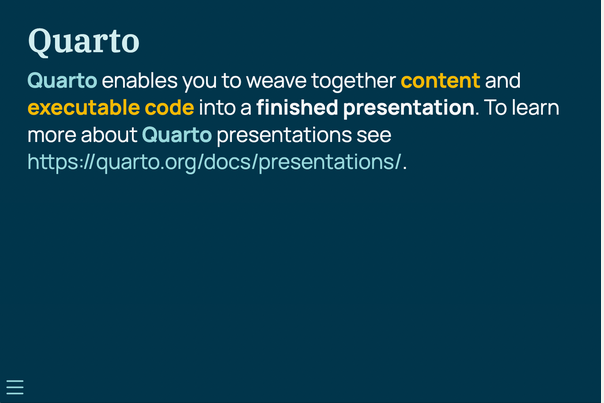 Quarto
Quarto enables you to weave together content and
executable code into a finished presentation. To learn
more about Quarto presentations see
https://quarto.org/docs/presentations/.